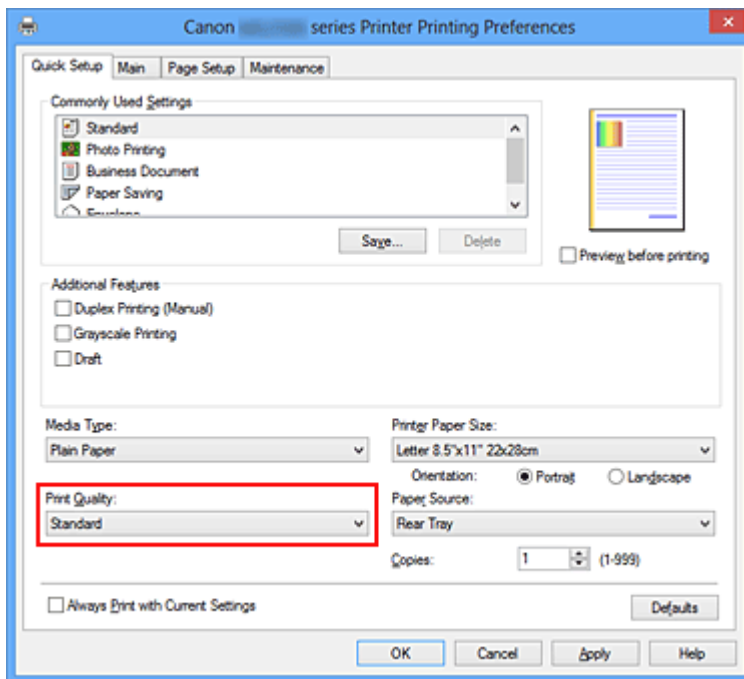 Canon series Printer Printing Preferences
Quick Setup Main Page Setup Maintenance
Commonly Used Settings
Standard
Photo Printing
Business Document
Paper Saving
Envelope
Save... Delete
Preview before printing
Additional Features
Duplex Printing (Manual)
Grayscale Printing
Draft
Media Type:
Plain Paper
Printer Paper Size:
Letter 8.5"x11" 22x28cm
Orientation: Portrait Landscape
Print Quality:
Standard
Paper Source:
Rear Tray
Copies: 1 (1-999)
Always Print with Current Settings
Defaults
OK Cancel Apply Help